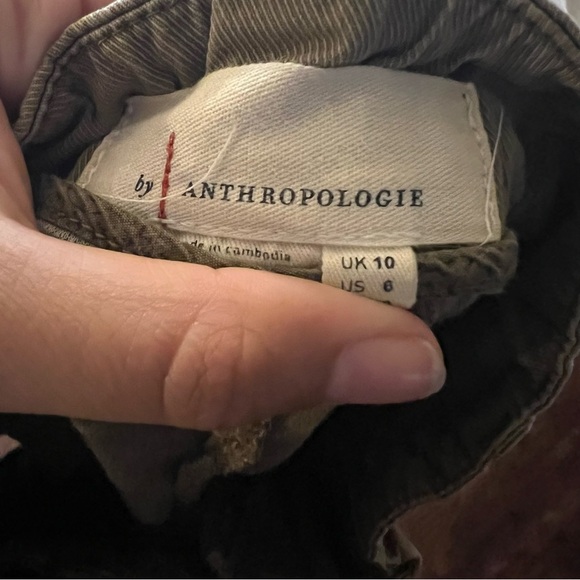 by ANTHROPOLOGIE
de in cambodia
UK 10
US 6